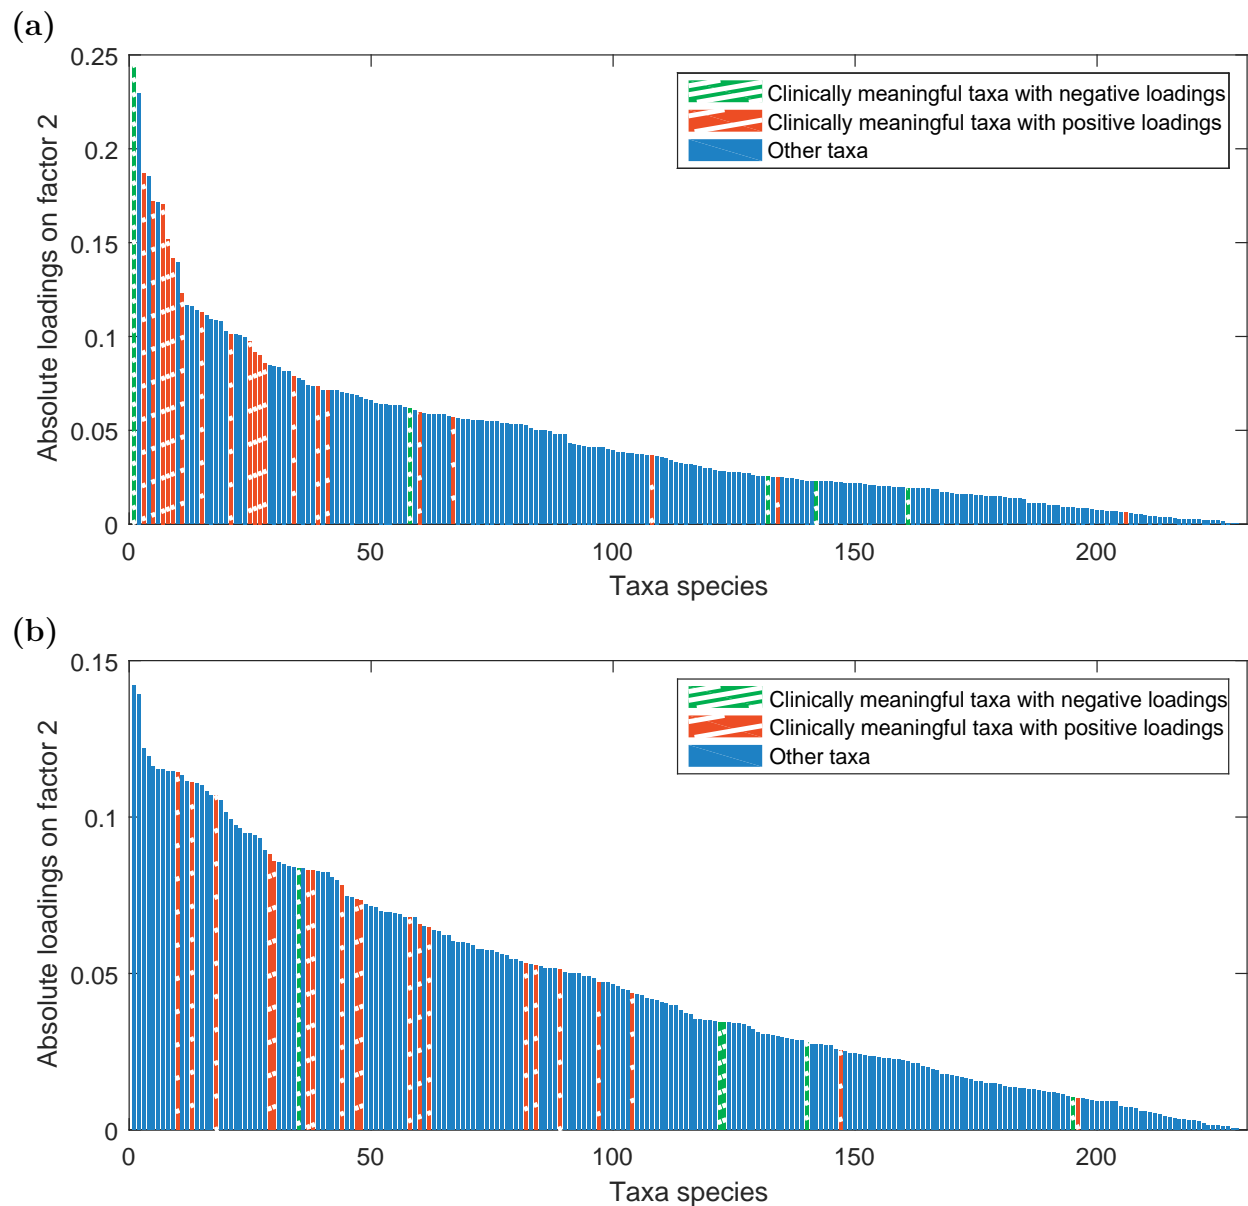 (a)
0.25
0.2
0.15
0.1
0.05
0
Absolute loadings on factor 2
Clinically meaningful taxa with negative loadings
Clinically meaningful taxa with positive loadings
Other taxa
0 50 100 150 200
Taxa species
(b)
0.15
0.1
0.05
0
Absolute loadings on factor 2
Clinically meaningful taxa with negative loadings
Clinically meaningful taxa with positive loadings
Other taxa
0 50 100 150 200
Taxa species